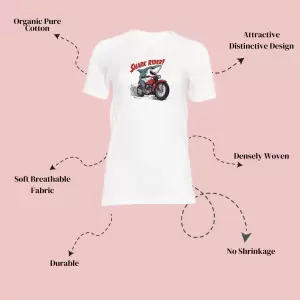 Organic Pure
Cotton
Attractive
Distinctive Design
SHARK RIDER!
Densely Woven
Soft Breathable
Fabric
No Shrinkage
Durable